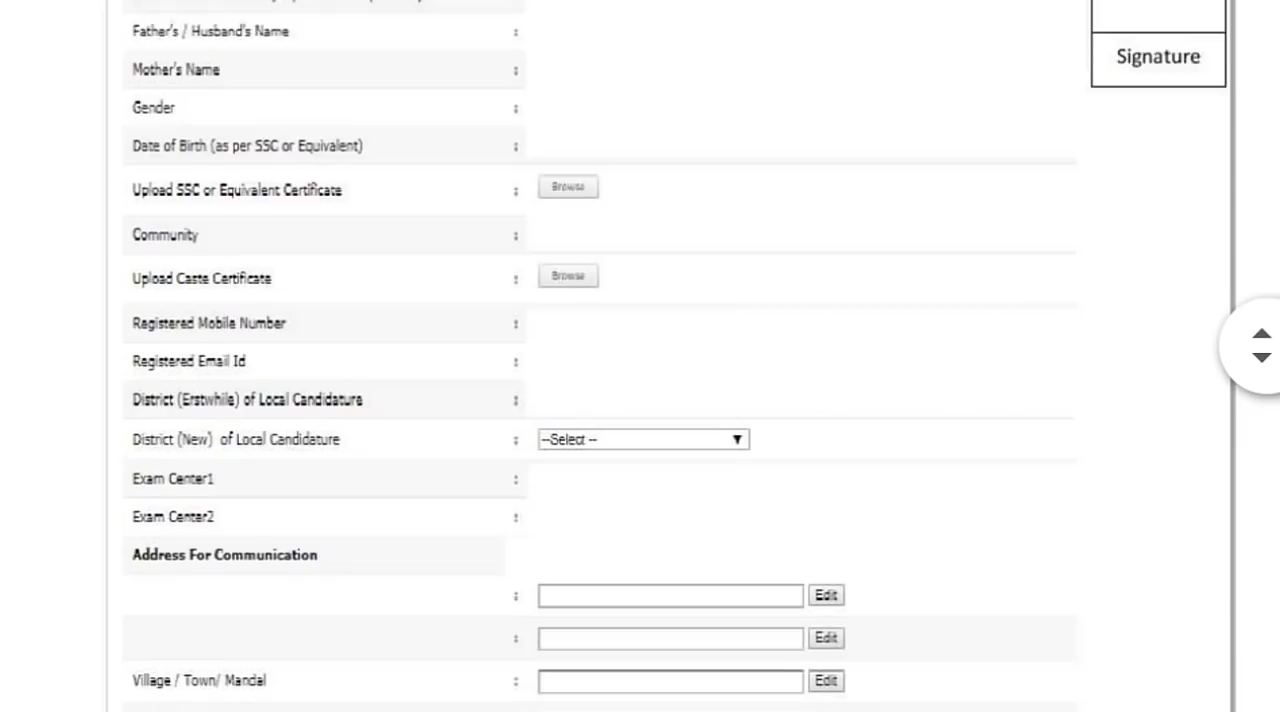 Father's / Husband's Name :
Signature
Mother's Name :
Gender :
Date of Birth (as per SSC or Equivalent) :
Upload SSC or Equivalent Certificate : Browse
Community :
Upload Caste Certificate : Browse
Registered Mobile Number :
Registered Email Id :
District (Erstwhile) of Local Candidature :
District (New) of Local Candidature : --Select --
Exam Center1 :
Exam Center2 :
Address For Communication
: Edit
: Edit
Village / Town/ Mandal : Edit